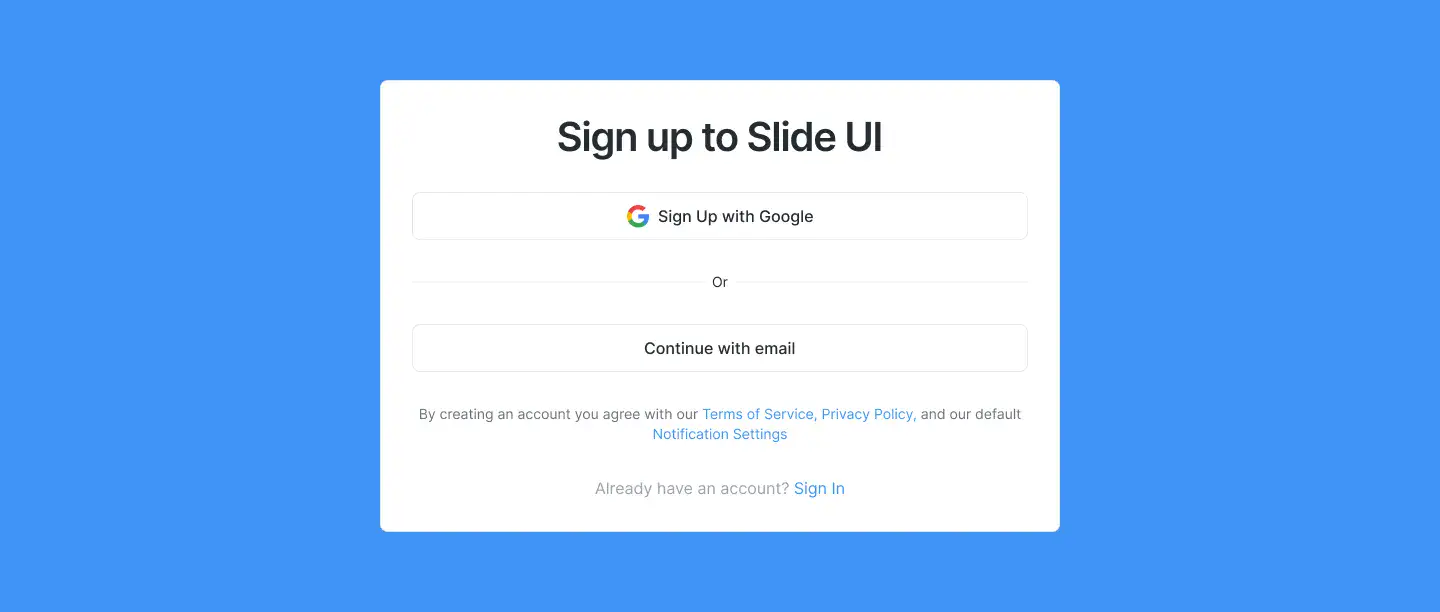 Sign up to Slide UI
Sign Up with Google
Or
Continue with email
By creating an account you agree with our Terms of Service, Privacy Policy, and our default
Notification Settings
Already have an account? Sign In